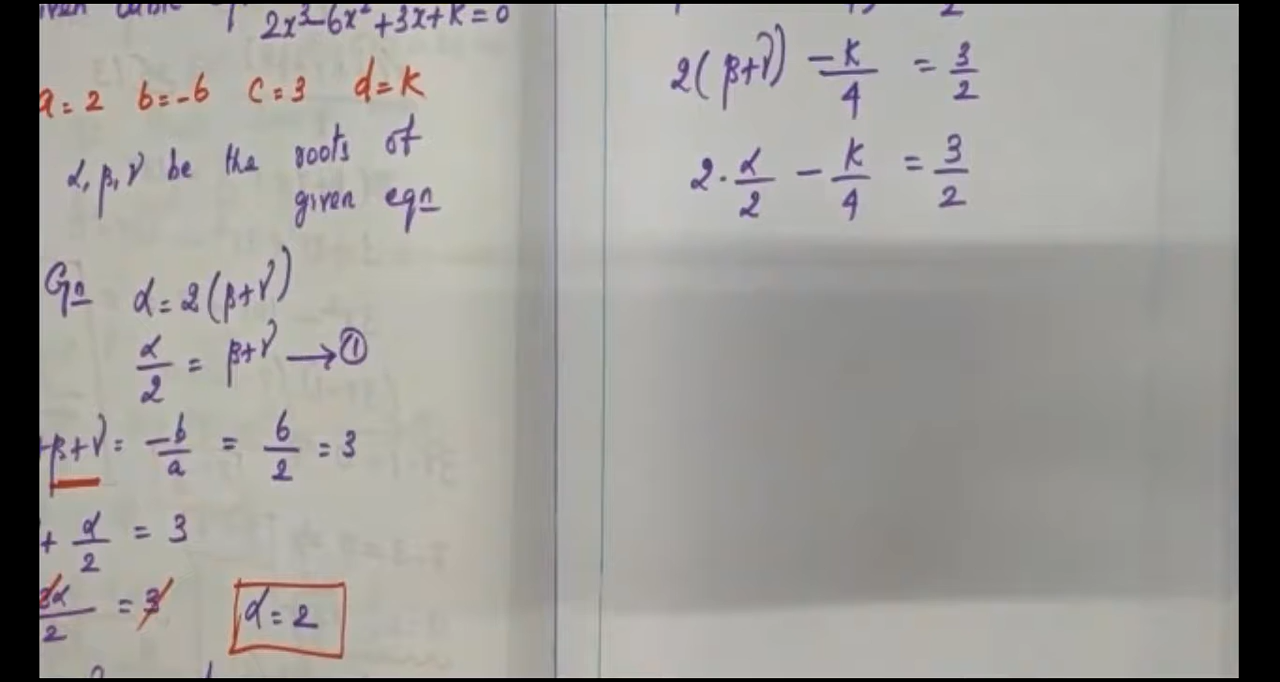 2x³-6x²+3x+k=0
a=2 b=-6 c=3 d=k
α,β,γ be the roots of
given eqn
Gn α=2(β+γ)
α/2 = β+γ → ①
+β+γ = -b/a = 6/2 = 3
+ α/2 = 3
3α/2 = 3 α=2
2(β+γ) -k/4 = 3/2
2·α/2 - k/4 = 3/2